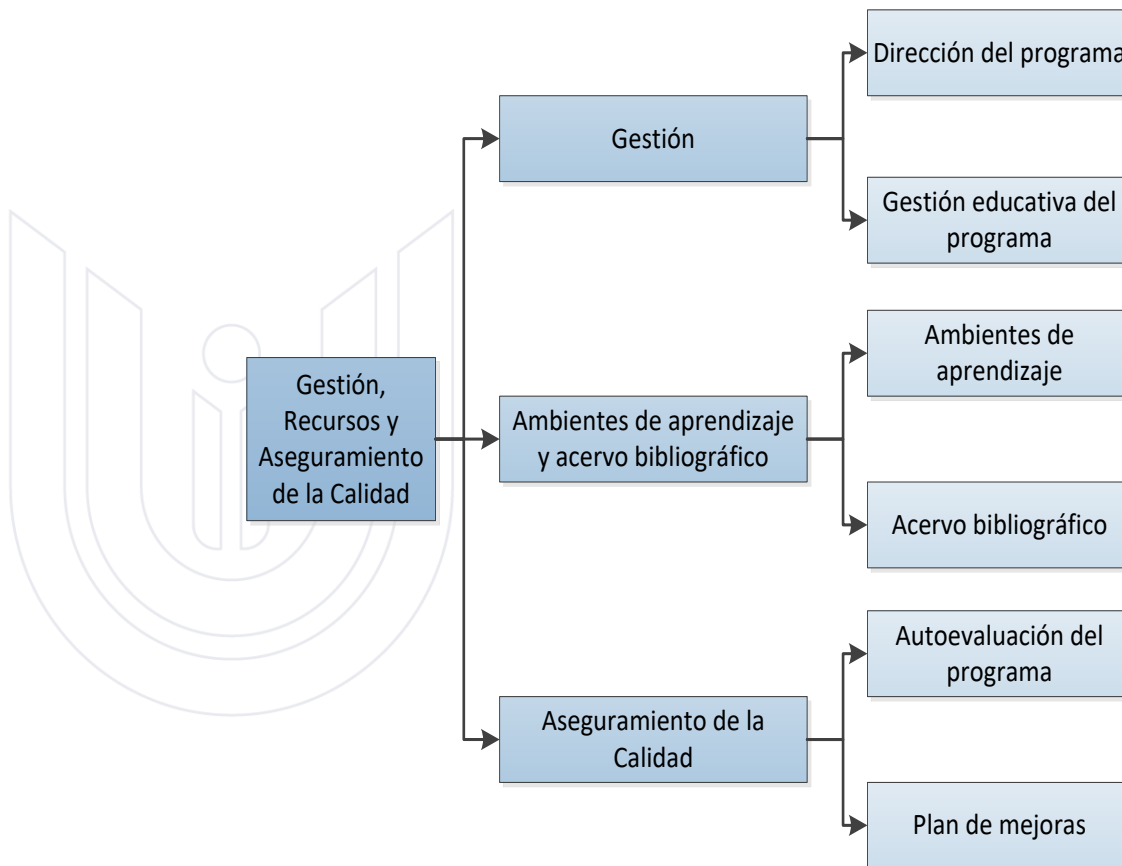 Gestión,
Recursos y
Aseguramiento
de la Calidad
Gestión
Dirección del programa
Gestión educativa del
programa
Ambientes de aprendizaje
y acervo bibliográfico
Ambientes de
aprendizaje
Acervo bibliográfico
Aseguramiento de la
Calidad
Autoevaluación del
programa
Plan de mejoras